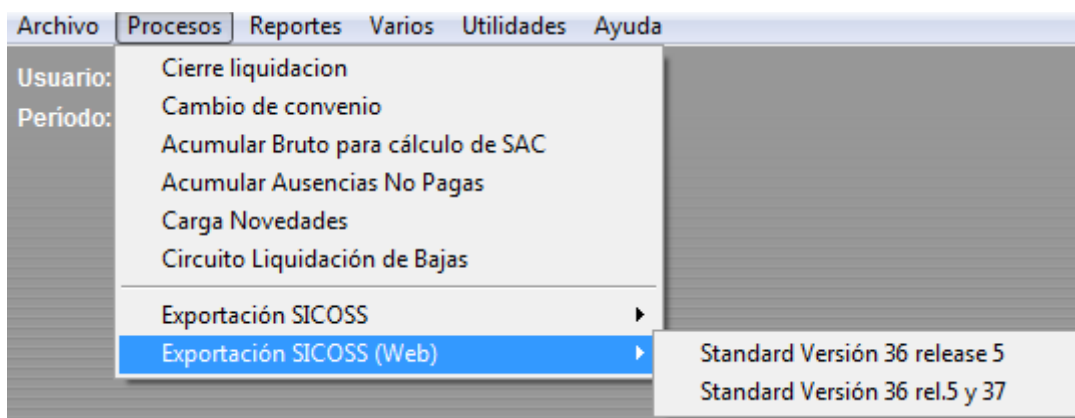 Archivo Procesos Reportes Varios Utilidades Ayuda
Usuario:
Período:
Cierre liquidacion
Cambio de convenio
Acumular Bruto para cálculo de SAC
Acumular Ausencias No Pagas
Carga Novedades
Circuito Liquidación de Bajas
Exportación SICOSS
Exportación SICOSS (Web)
Standard Versión 36 release 5
Standard Versión 36 rel.5 y 37